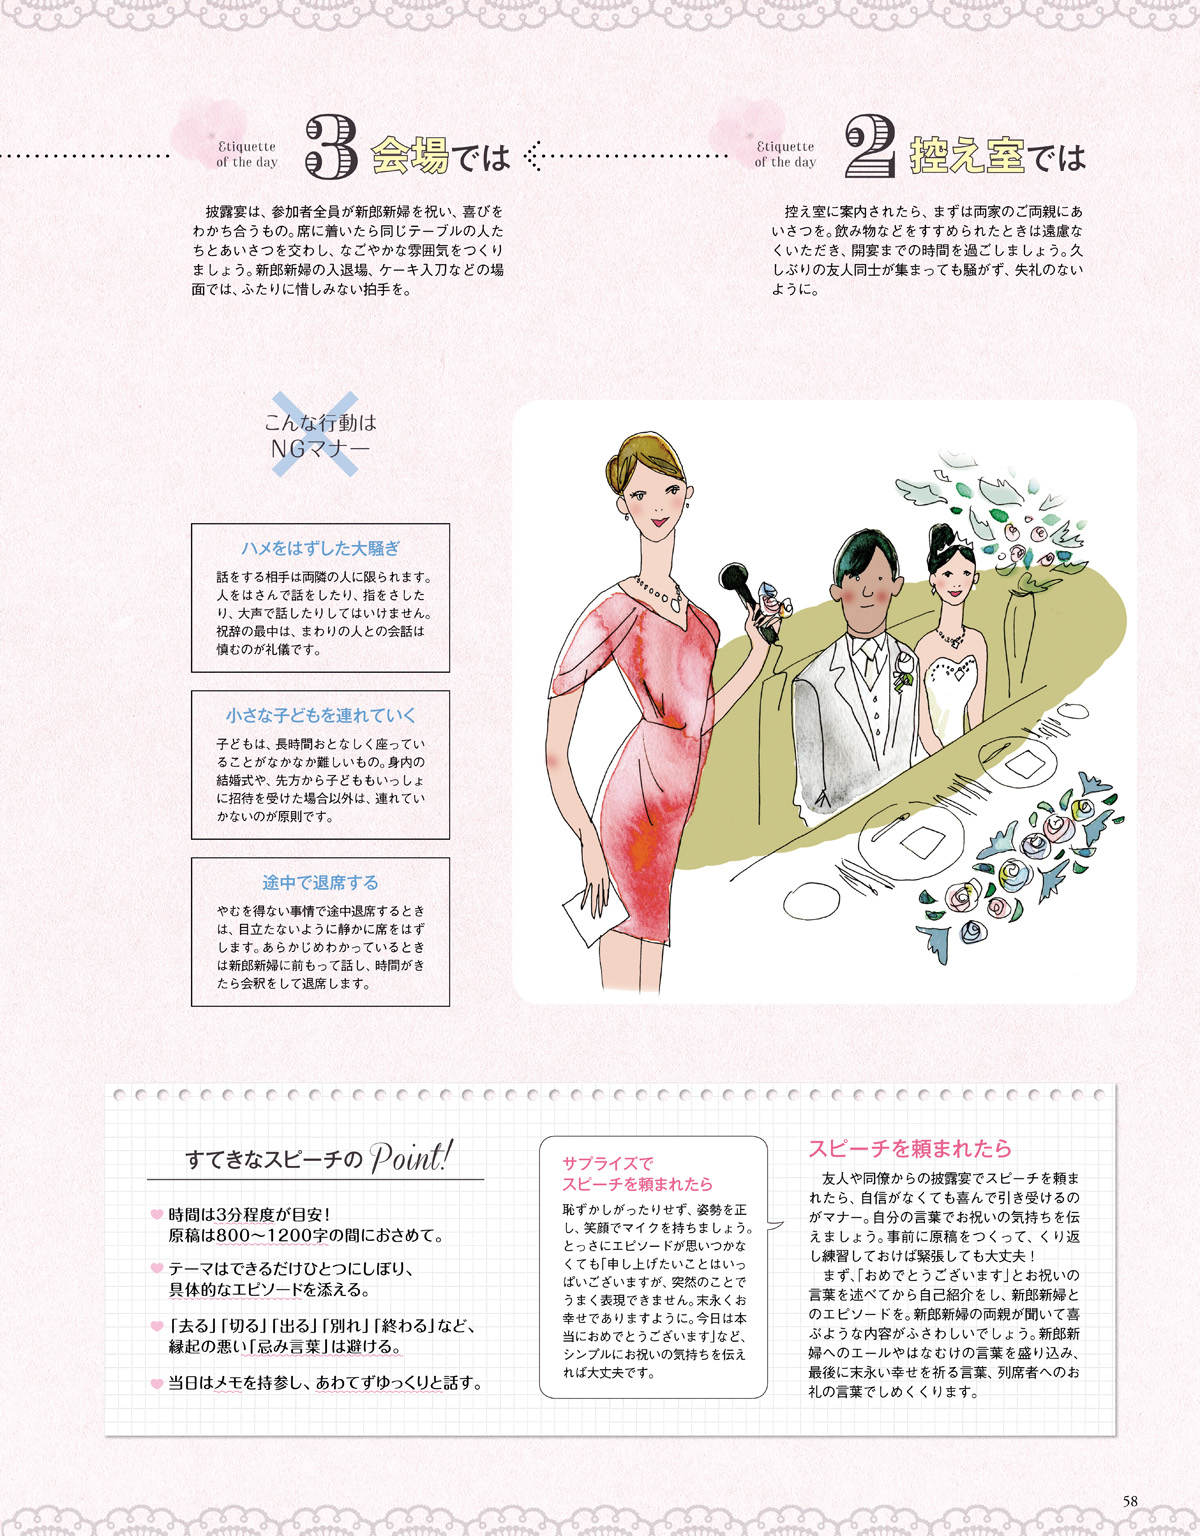 Etiquette
of the day
2 控え室では
控え室に案内されたら、まずは両家のご両親にあ
いさつを。飲み物などをすすめられたときは遠慮な
くいただき、開宴までの時間を過ごしましょう。久
しぶりの友人同士が集まっても騒がず、失礼のない
ように。
Etiquette
of the day
3 会場では
披露宴は、参加者全員が新郎新婦を祝い、喜びを
わかち合うもの。席に着いたら同じテーブルの人た
ちとあいさつを交わし、なごやかな雰囲気をつくり
ましょう。新郎新婦の入退場、ケーキ入刀などの場
面では、ふたりに惜しみない拍手を。
こんな行動は
NGマナー
ハメをはずした大騒ぎ
話をする相手は両隣の人に限られます。
人をはさんで話をしたり、指をさした
り、大声で話したりしてはいけません。
祝辞の最中は、まわりの人との会話は
慎むのが礼儀です。
小さな子どもを連れていく
子どもは、長時間おとなしく座ってい
ることがなかなか難しいもの。身内の
結婚式や、先方から子どももいっしょ
に招待を受けた場合以外は、連れてい
かないのが原則です。
途中で退席する
やむを得ない事情で途中退席するとき
は、目立たないように静かに席をはず
します。あらかじめわかっているとき
は新郎新婦に前もって話し、時間がき
たら会釈をして退席します。
スピーチを頼まれたら
友人や同僚からの披露宴でスピーチを頼ま
れたら、自信がなくても喜んで引き受けるの
がマナー。自分の言葉でお祝いの気持ちを伝
えましょう。事前に原稿をつくって、くり返
し練習しておけば緊張しても大丈夫！
まず、「おめでとうございます」とお祝いの
言葉を述べてから自己紹介をし、新郎新婦と
のエピソードを。新郎新婦の両親が聞いて喜
ぶような内容がふさわしいでしょう。新郎新
婦へのエールやはなむけの言葉を盛り込み、
最後に末永い幸せを祈る言葉、列席者へのお
礼の言葉でしめくくります。
サプライズで
スピーチを頼まれたら
恥ずかしがったりせず、姿勢を正
し、笑顔でマイクを持ちましょう。
とっさにエピソードが思いつかな
くても「申し上げたいことはいっ
ぱいございますが、突然のことで
うまく表現できません。末永くお
幸せでありますように。今日は本
当におめでとうございます」など、
シンプルにお祝いの気持ちを伝え
れば大丈夫です。
すてきなスピーチのPoint!
時間は3分程度が目安！
原稿は800〜1200字の間におさめて。
テーマはできるだけひとつにしぼり、
具体的なエピソードを添える。
「去る」「切る」「出る」「別れ」「終わる」など、
縁起の悪い「忌み言葉」は避ける。
当日はメモを持参し、あわてずゆっくりと話す。
58